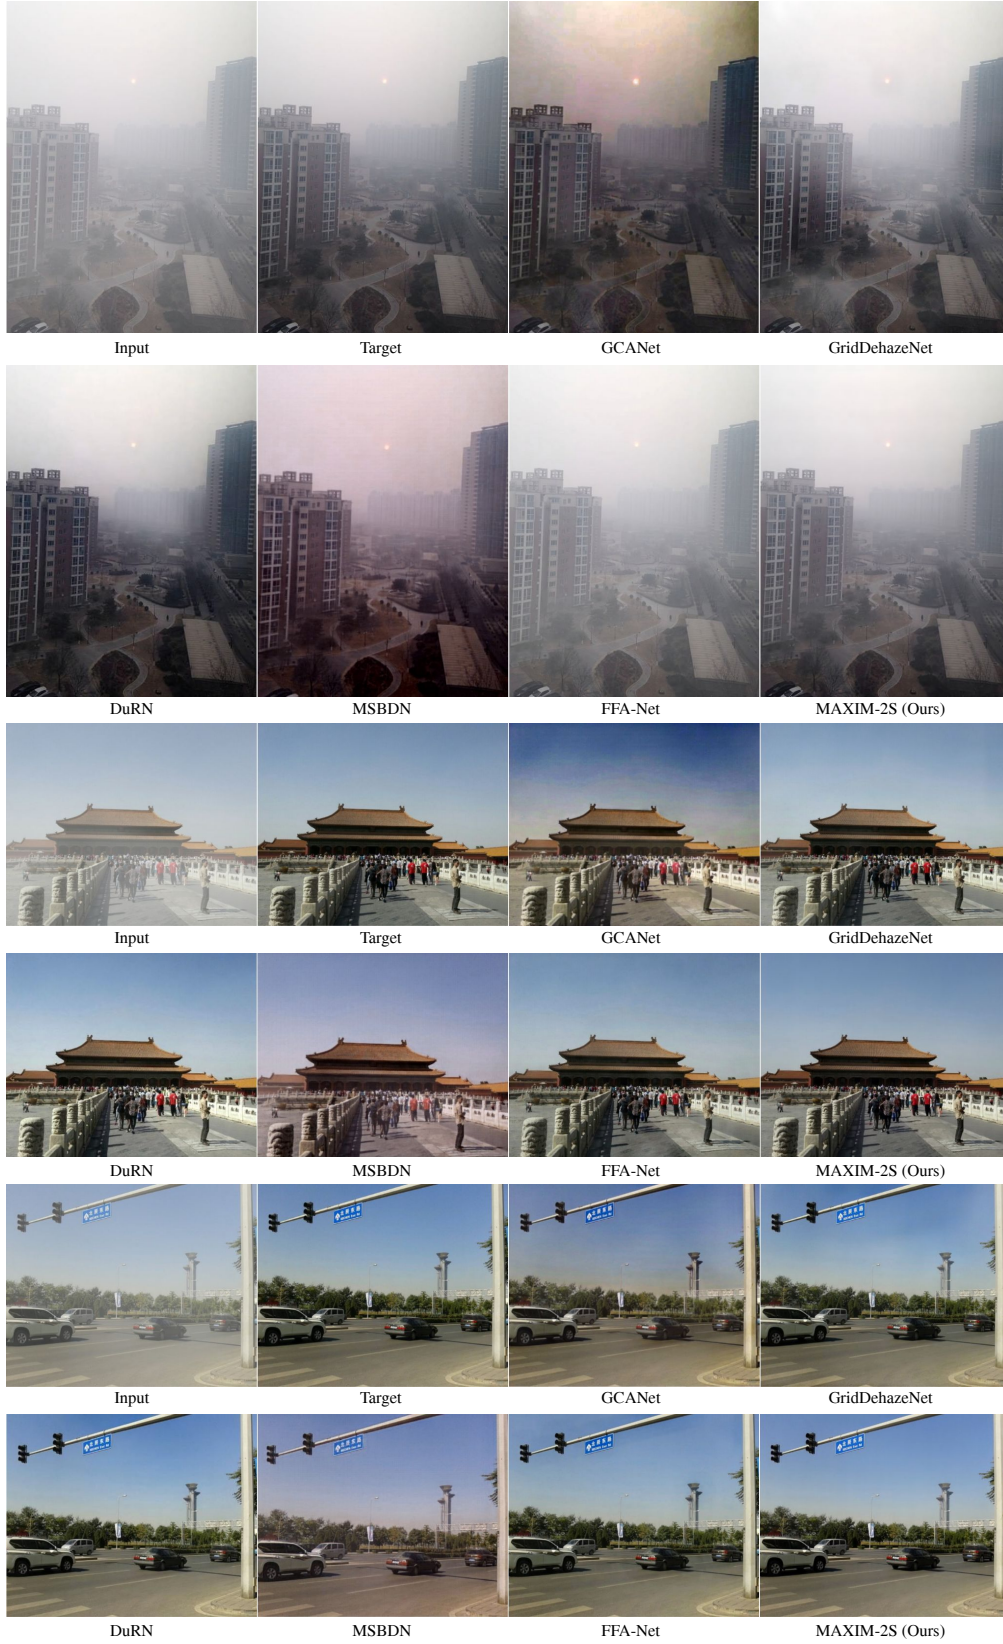 Input Target GCANet GridDehazeNet
DuRN MSBDN FFA-Net MAXIM-2S (Ours)
Input Target GCANet GridDehazeNet
DuRN MSBDN FFA-Net MAXIM-2S (Ours)
Input Target GCANet GridDehazeNet
DuRN MSBDN FFA-Net MAXIM-2S (Ours)